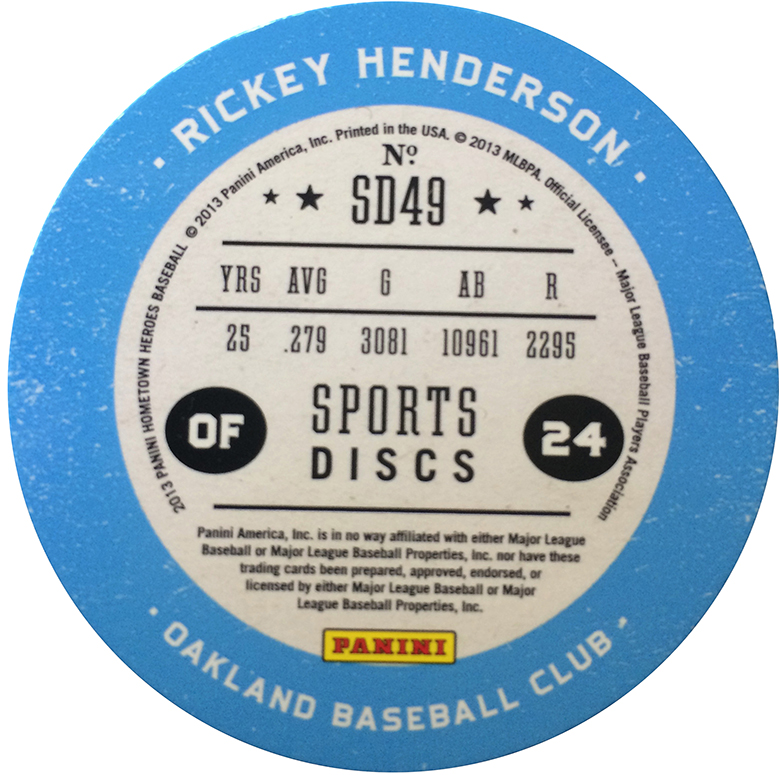 · RICKEY HENDERSON ·
2013 PANINI HOMETOWN HEROES BASEBALL © 2013 Panini America, Inc. Printed in the USA. © 2013 MLBPA. Official Licensee – Major League Baseball Players Association
Nº
★ ★ SD49 ★ ★
YRS AVG G AB R
25 .279 3081 10961 2295
OF SPORTS 24
DISCS
Panini America, Inc. is in no way affiliated with either Major League
Baseball or Major League Baseball Properties, Inc. nor have these
trading cards been prepared, approved, endorsed, or
licensed by either Major League Baseball or Major
League Baseball Properties, Inc.
PANINI
· OAKLAND BASEBALL CLUB ·